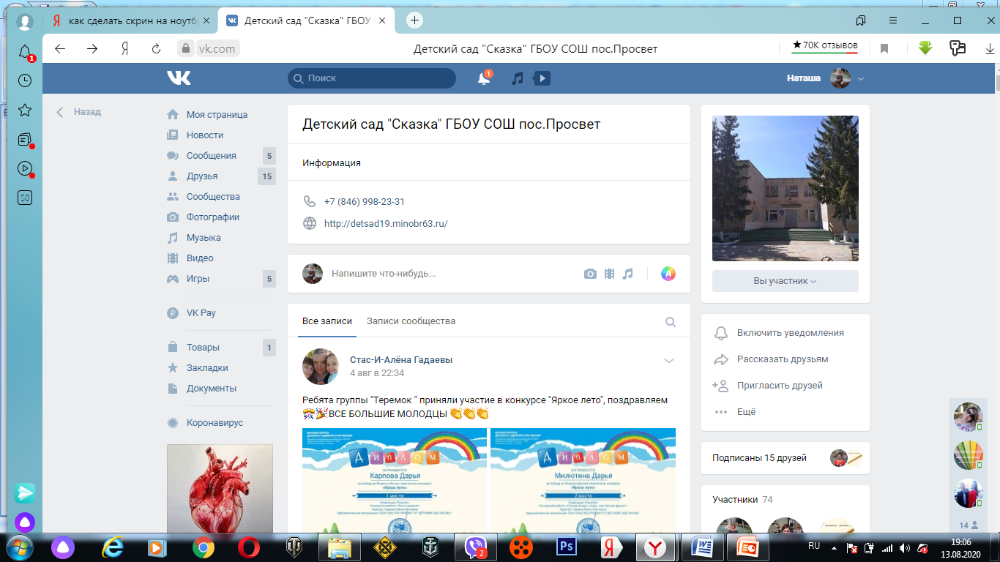 как сделать скрин на ноутбу
Детский сад "Сказка" ГБОУ
vk.com
Детский сад "Сказка" ГБОУ СОШ пос.Просвет
★70K отзывов
1
Поиск
1
Наташа
Назад
50
Моя страница
Новости
Сообщения 5
Друзья 15
Сообщества
Фотографии
Музыка
Видео
Игры 5
VK Pay
Товары 1
Закладки
Документы
Коронавирус
Детский сад "Сказка" ГБОУ СОШ пос.Просвет
Информация
+7 (846) 998-23-31
http://detsad19.minobr63.ru/
Напишите что-нибудь...
Все записи Записи сообщества
Стас-И-Алёна Гадаевы
4 авг в 22:34
Ребята группы "Теремок " приняли участие в конкурсе "Яркое лето", поздравляем
🎊🎉ВСЕ БОЛЬШИЕ МОЛОДЦЫ 👏👏👏
ДИПЛОМ
НАГРАЖДАЕТСЯ
Карпова Дарья
«Яркое лето»
1 место
ДИПЛОМ
НАГРАЖДАЕТСЯ
Милютина Дарья
«Яркое лето»
2 место
Вы участник
Включить уведомления
Рассказать друзьям
Пригласить друзей
Ещё
Подписаны 15 друзей
Участники 74
14
2
Ps
RU
19:06
13.08.2020